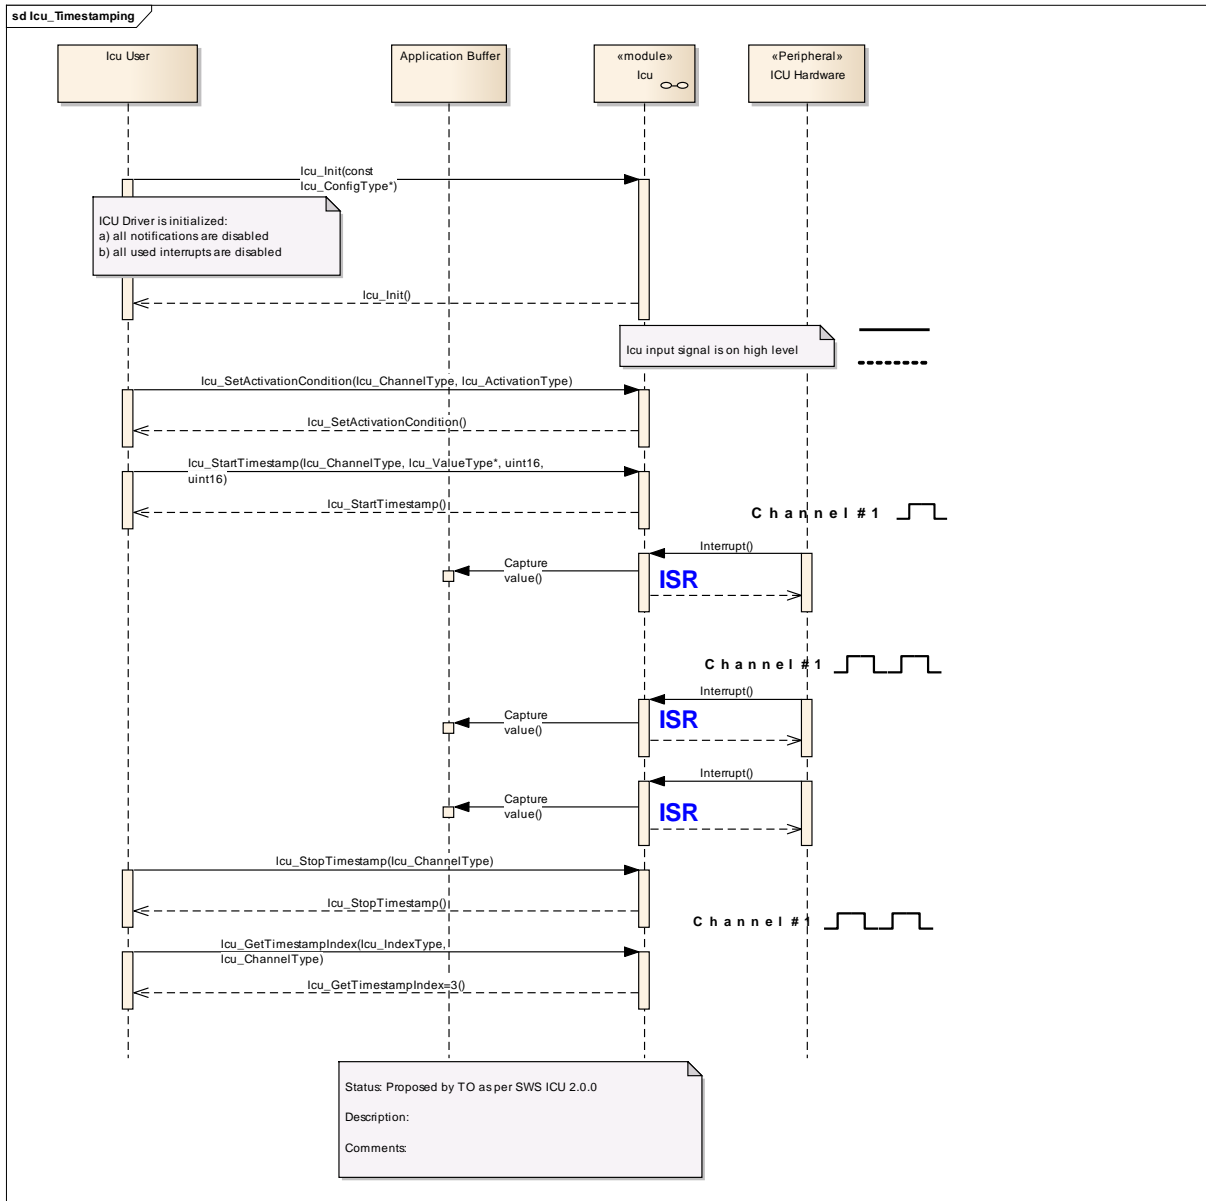 sd Icu_Timestamping
Icu User
Application Buffer
«module»
Icu
«Peripheral»
ICU Hardware
Icu_Init(const
Icu_ConfigType*)
ICU Driver is initialized:
a) all notifications are disabled
b) all used interrupts are disabled
Icu_Init()
Icu input signal is on high level
Icu_SetActivationCondition(Icu_ChannelType, Icu_ActivationType)
Icu_SetActivationCondition()
Icu_StartTimestamp(Icu_ChannelType, Icu_ValueType*, uint16,
uint16)
Icu_StartTimestamp()
Channel #1
Interrupt()
Capture
value()
ISR
Channel #1
Interrupt()
Capture
value()
ISR
Interrupt()
Capture
value()
ISR
Icu_StopTimestamp(Icu_ChannelType)
Icu_StopTimestamp()
Channel #1
Icu_GetTimestampIndex(Icu_IndexType,
Icu_ChannelType)
Icu_GetTimestampIndex=3()
Status: Proposed by TO as per SWS ICU 2.0.0
Description:
Comments: